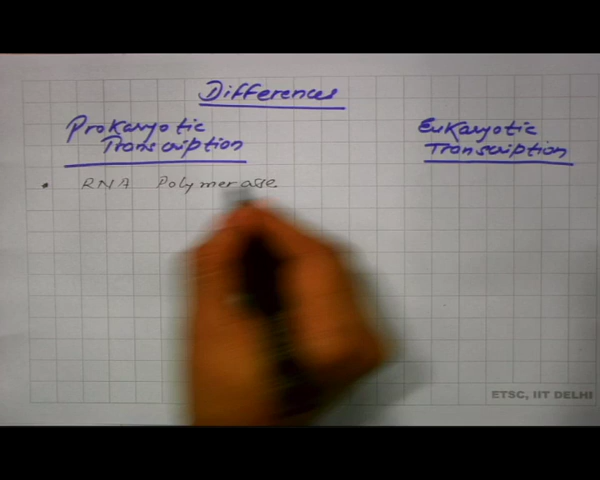 Differences
Prokaryotic
Transcription
Eukaryotic
Transcription
• RNA Polymerase
ETSC, IIT DELHI